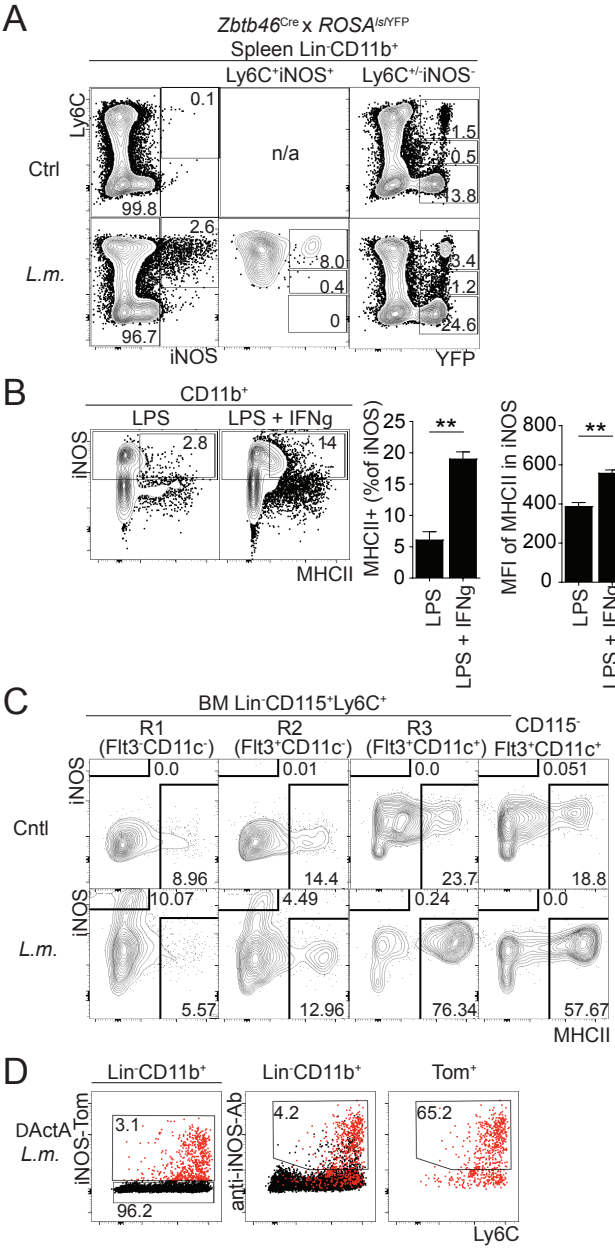 A
Zbtb46Cre x ROSAlslYFP
Spleen Lin-CD11b+
Ly6C+iNOS+
Ly6C+/-iNOS-
Ly6C
Ctrl
0.1
99.8
n/a
1.5
0.5
3.8
L.m.
2.6
96.7
8.0
0.4
0
3.4
1.2
24.6
iNOS
YFP
B
CD11b+
LPS
LPS + IFNg
iNOS
2.8
14
MHCII
MHCII+ (%of iNOS)
25
20
15
10
5
0
**
LPS
LPS + IFNg
MFI of MHCII in iNOS
800
600
400
200
0
**
LPS
LPS + IFNg
C
BM Lin-CD115+Ly6C+
R1
(Flt3-CD11c-)
R2
(Flt3+CD11c-)
R3
(Flt3+CD11c+)
CD115-
Flt3+CD11c+
iNOS
Cntl
0.0
8.96
0.01
14.4
0.0
23.7
0.051
18.8
iNOS
L.m.
10.07
5.57
4.49
12.96
0.24
76.34
0.0
57.67
MHCII
D
Lin-CD11b+
Lin-CD11b+
Tom+
DActA
L.m.
iNOS-Tom
3.1
96.2
anti-iNOS-Ab
4.2
65.2
Ly6C